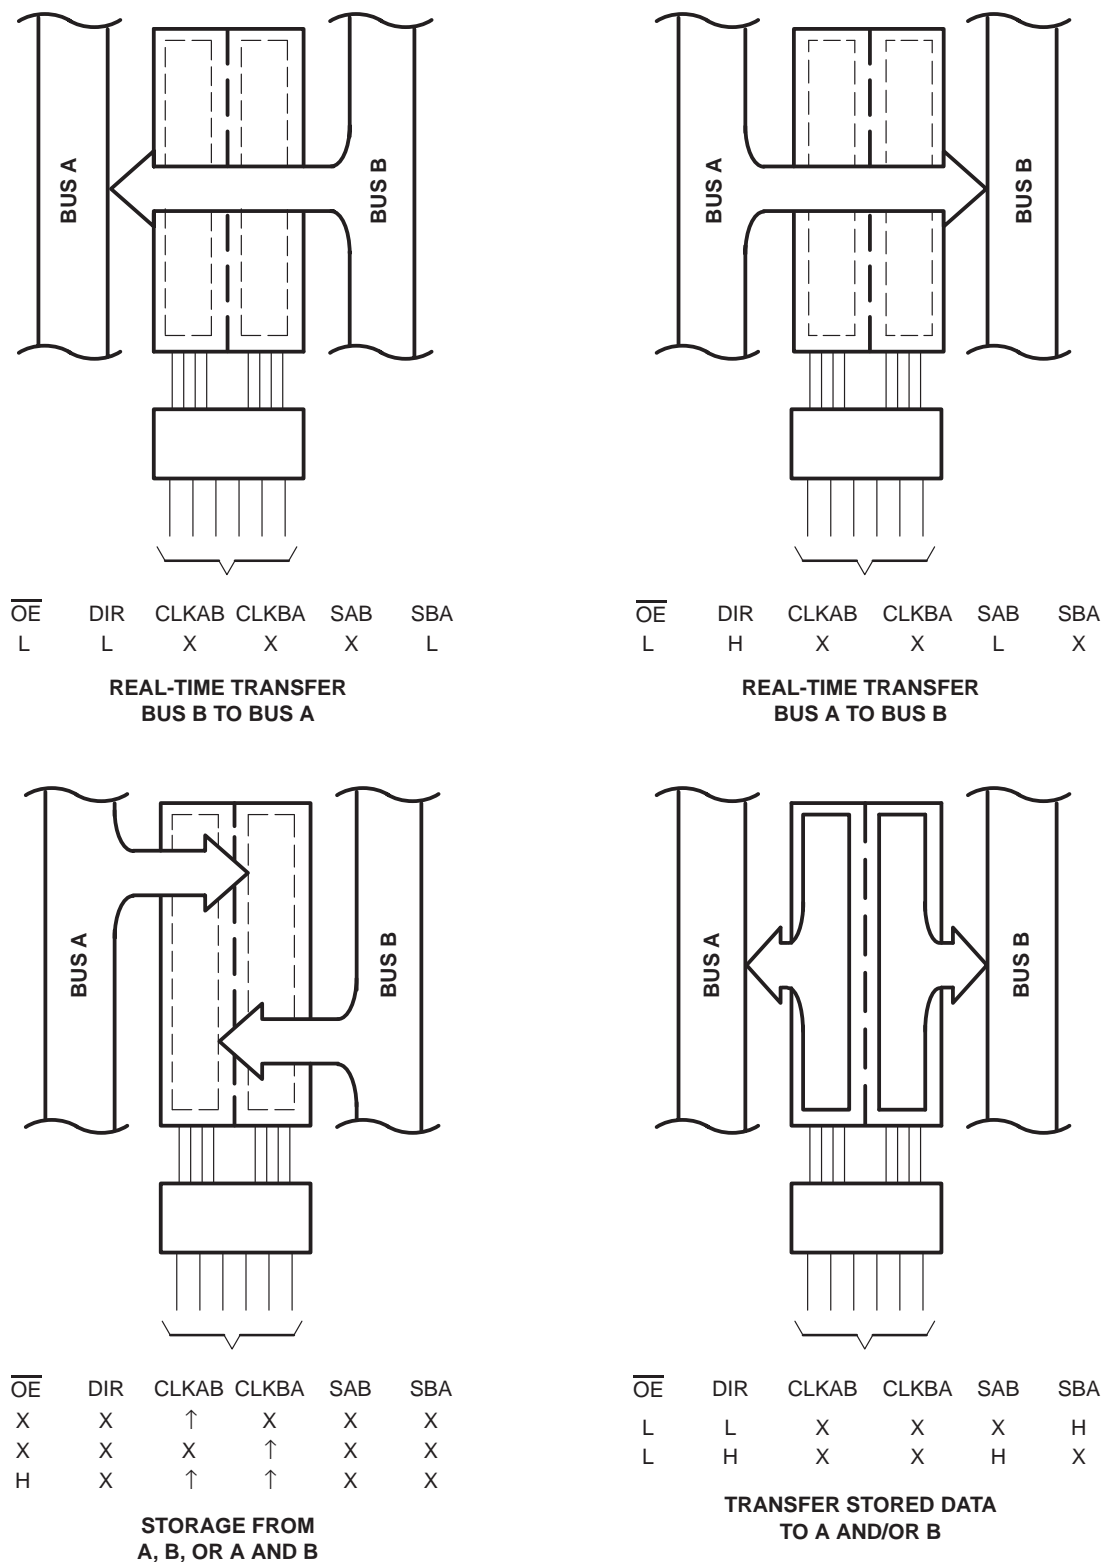 BUS A
BUS B
OE DIR CLKAB CLKBA SAB SBA
L L X X X L
REAL-TIME TRANSFER
BUS B TO BUS A
BUS A
BUS B
OE DIR CLKAB CLKBA SAB SBA
L H X X L X
REAL-TIME TRANSFER
BUS A TO BUS B
BUS A
BUS B
OE DIR CLKAB CLKBA SAB SBA
X X ↑ X X X
X X X ↑ X X
H X ↑ ↑ X X
STORAGE FROM
A, B, OR A AND B
BUS A
BUS B
OE DIR CLKAB CLKBA SAB SBA
L L X X X H
L H X X H X
TRANSFER STORED DATA
TO A AND/OR B